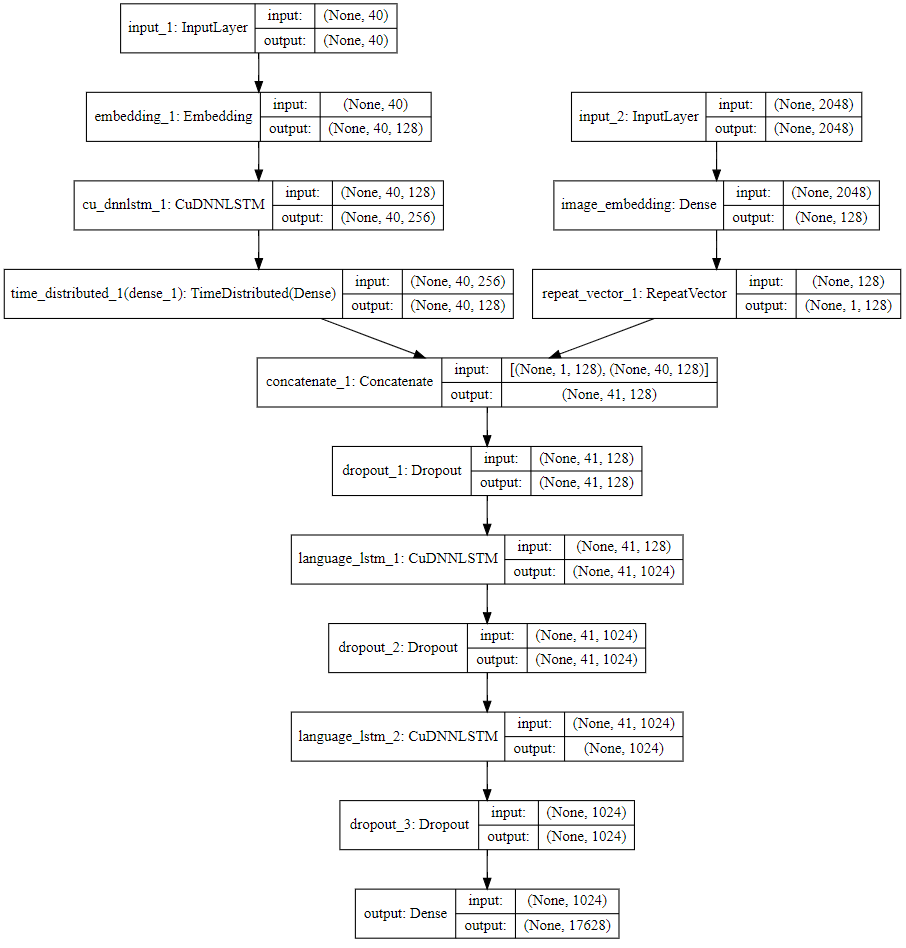 input_1: InputLayer
input:
(None, 40)
output:
(None, 40)
embedding_1: Embedding
input:
(None, 40)
output:
(None, 40, 128)
input_2: InputLayer
input:
(None, 2048)
output:
(None, 2048)
cu_dnnlstm_1: CuDNNLSTM
input:
(None, 40, 128)
output:
(None, 40, 256)
image_embedding: Dense
input:
(None, 2048)
output:
(None, 128)
time_distributed_1(dense_1): TimeDistributed(Dense)
input:
(None, 40, 256)
output:
(None, 40, 128)
repeat_vector_1: RepeatVector
input:
(None, 128)
output:
(None, 1, 128)
concatenate_1: Concatenate
input:
[(None, 1, 128), (None, 40, 128)]
output:
(None, 41, 128)
dropout_1: Dropout
input:
(None, 41, 128)
output:
(None, 41, 128)
language_lstm_1: CuDNNLSTM
input:
(None, 41, 128)
output:
(None, 41, 1024)
dropout_2: Dropout
input:
(None, 41, 1024)
output:
(None, 41, 1024)
language_lstm_2: CuDNNLSTM
input:
(None, 41, 1024)
output:
(None, 1024)
dropout_3: Dropout
input:
(None, 1024)
output:
(None, 1024)
output: Dense
input:
(None, 1024)
output:
(None, 17628)